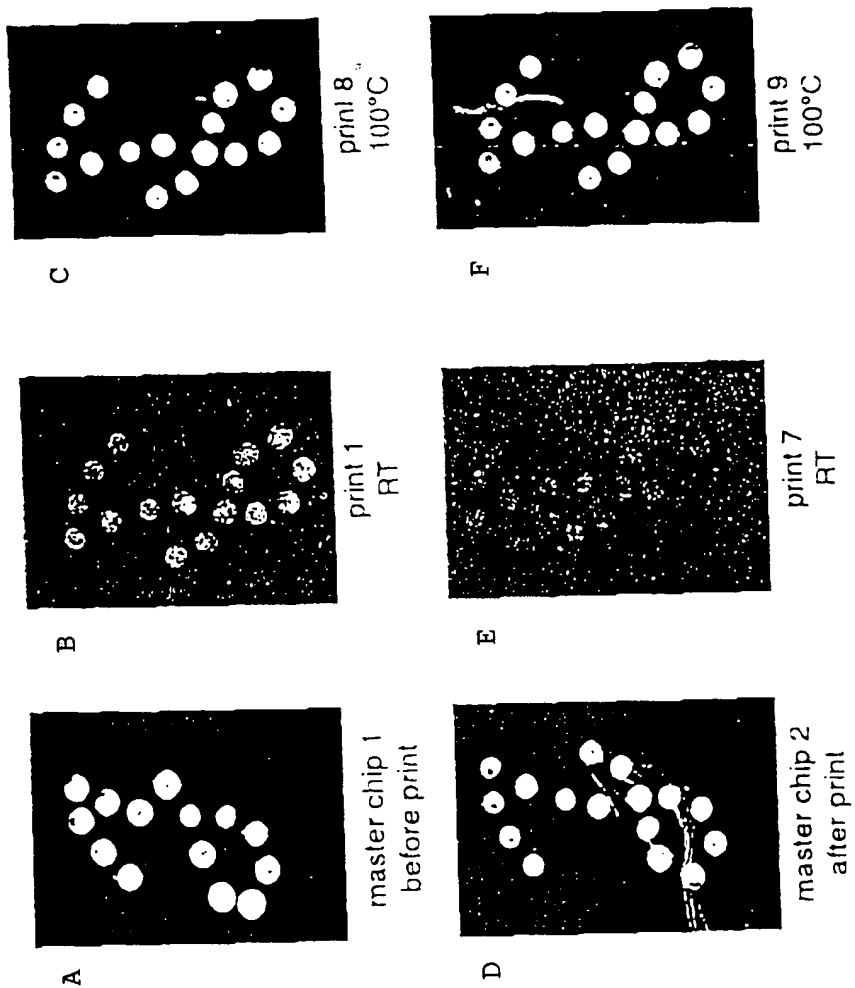 A
master chip 1
before print
B
print 1
RT
C
print 8
100°C
D
master chip 2
after print
E
print 7
RT
F
print 9
100°C